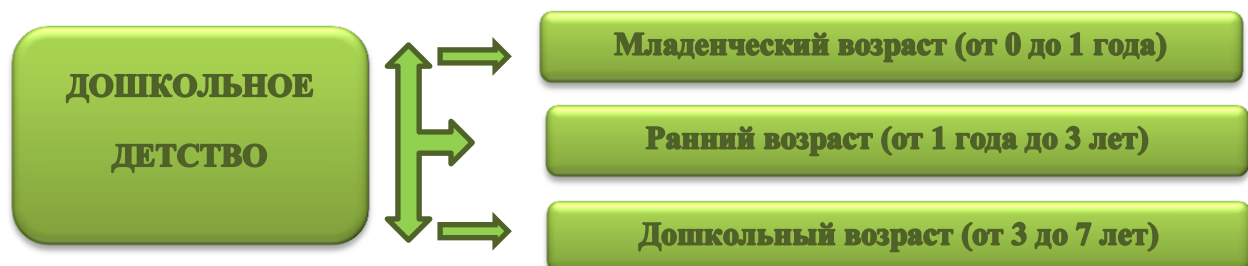 ДОШКОЛЬНОЕ
ДЕТСТВО
Младенческий возраст (от 0 до 1 года)
Ранний возраст (от 1 года до 3 лет)
Дошкольный возраст (от 3 до 7 лет)